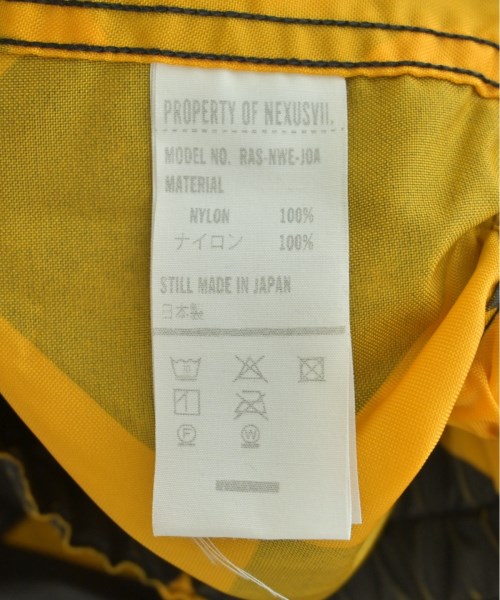 PROPERTY OF NEXUSVII.
MODEL NO. RAS-NWE-JOA
MATERIAL
NYLON 100%
ナイロン 100%
STILL MADE IN JAPAN
日本製
F W